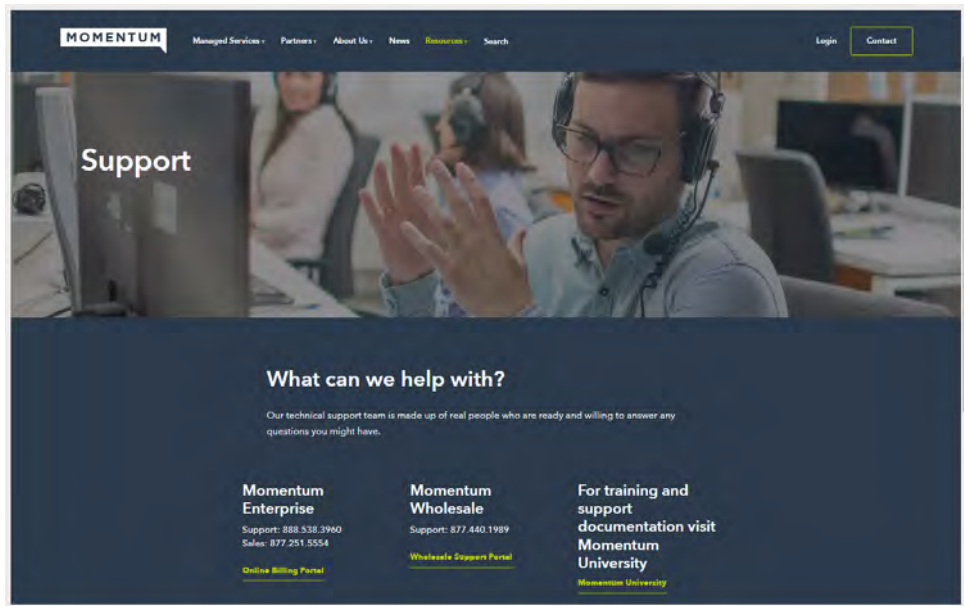 MOMENTUM
Managed Services Partners About Us News Resources Search Login Contact
Support
What can we help with?
Our technical support team is made up of real people who are ready and willing to answer any
questions you might have.
Momentum
Enterprise
Support: 888.538.3960
Sales: 877.251.5554
Online Billing Portal
Momentum
Wholesale
Support: 877.440.1989
Wholesale Support Portal
For training and
support
documentation visit
Momentum
University
Momentum University